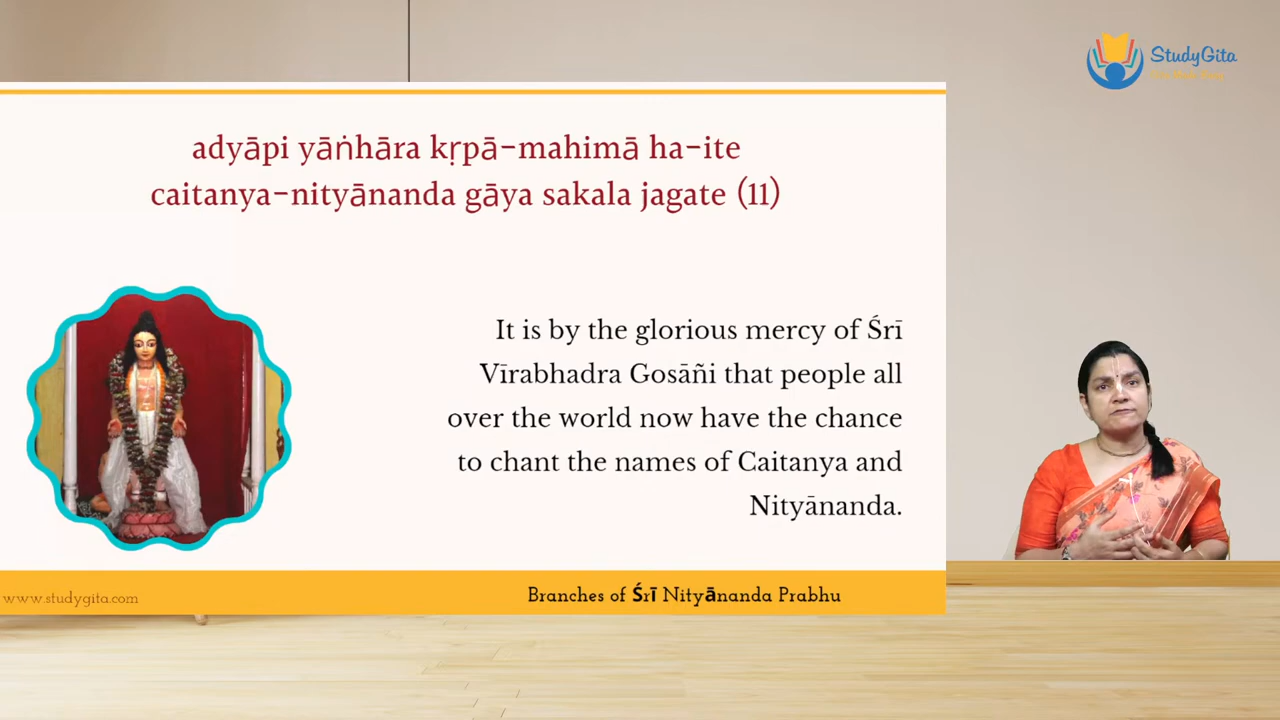 StudyGita
adyāpi yāṅhāra kṛpā-mahimā ha-ite
caitanya-nityānanda gāya sakala jagate (11)
It is by the glorious mercy of Śrī
Vīrabhadra Gosāñi that people all
over the world now have the chance
to chant the names of Caitanya and
Nityānanda.
www.studygita.com
Branches of Śrī Nityānanda Prabhu